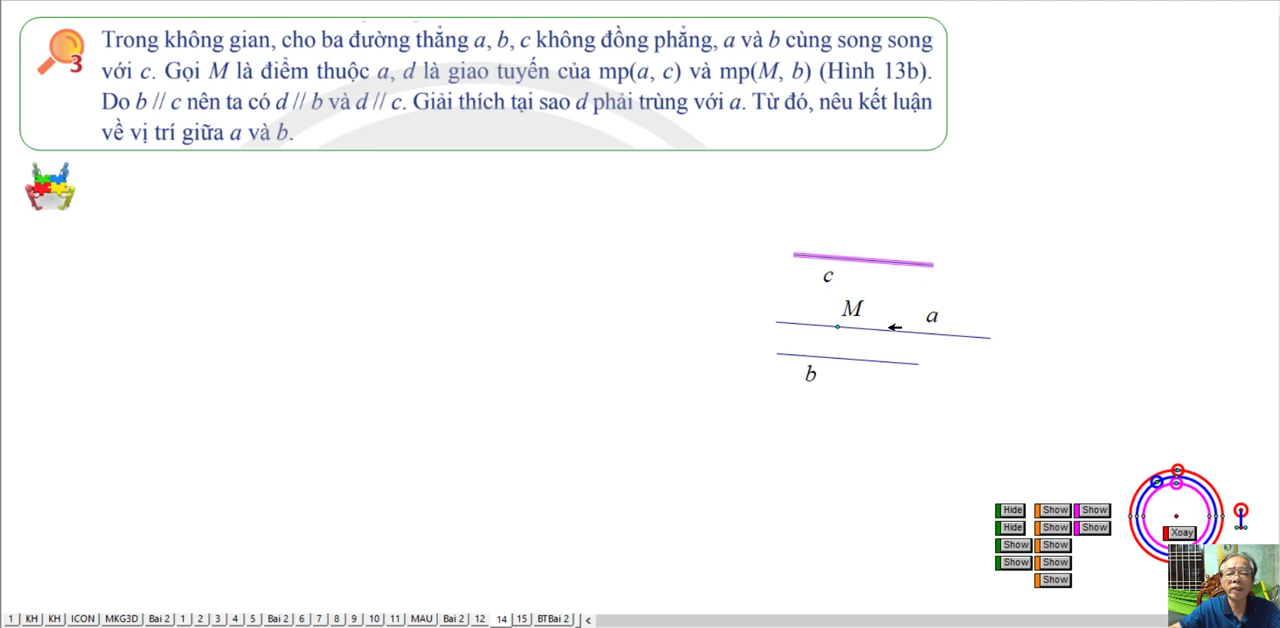 3
Trong không gian, cho ba đường thẳng a, b, c không đồng phẳng, a và b cùng song song
với c. Gọi M là điểm thuộc a, d là giao tuyến của mp(a, c) và mp(M, b) (Hình 13b).
Do b // c nên ta có d // b và d // c. Giải thích tại sao d phải trùng với a. Từ đó, nêu kết luận
về vị trí giữa a và b.
c
M
a
b
Hide Show Show
Hide Show Show
Show Show
Show Show
Show
Xoay
1 KH KH ICON MKG3D Bai 2 1 2 3 4 5 Bai 2 6 7 8 9 10 11 MAU Bai 2 12 14 15 BTBai 2